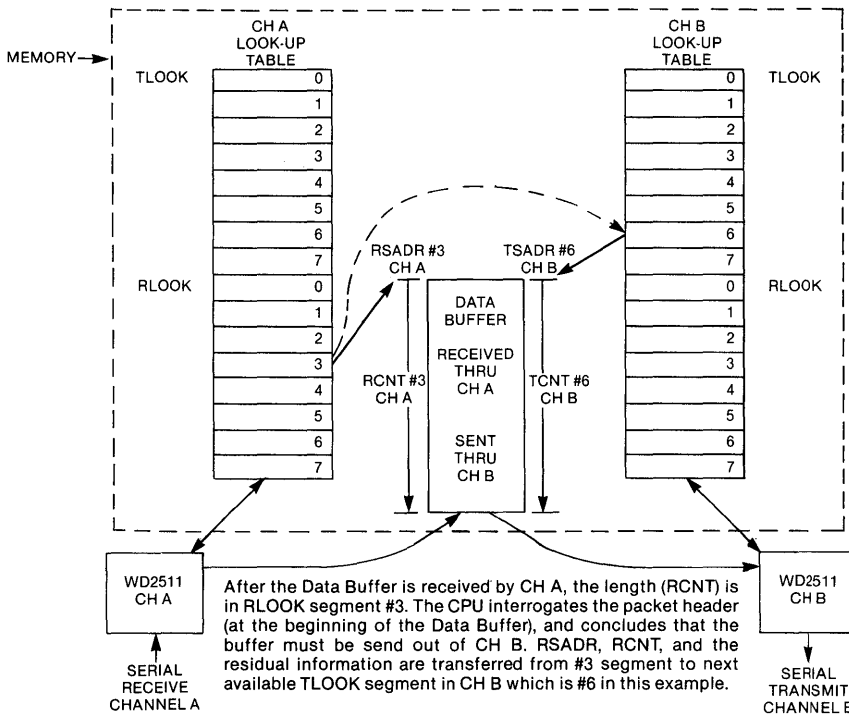 CH A
LOOK-UP
TABLE
CH B
LOOK-UP
TABLE
MEMORY
TLOOK
0
1
2
3
4
5
6
7
RLOOK
0
1
2
3
4
5
6
7
TLOOK
0
1
2
3
4
5
6
7
RLOOK
0
1
2
3
4
5
6
7
RSADR #3
CH A
TSADR #6
CH B
RCNT #3
CH A
DATA
BUFFER
RECEIVED
THRU
CH A
SENT
THRU
CH B
TCNT #6
CH B
WD2511
CH A
SERIAL
RECEIVE
CHANNEL A
After the Data Buffer is received by CH A, the length (RCNT) is
in RLOOK segment #3. The CPU interrogates the packet header
(at the beginning of the Data Buffer), and concludes that the
buffer must be send out of CH B. RSADR, RCNT, and the
residual information are transferred from #3 segment to next
available TLOOK segment in CH B which is #6 in this example.
WD2511
CH B
SERIAL
TRANSMIT
CHANNEL B